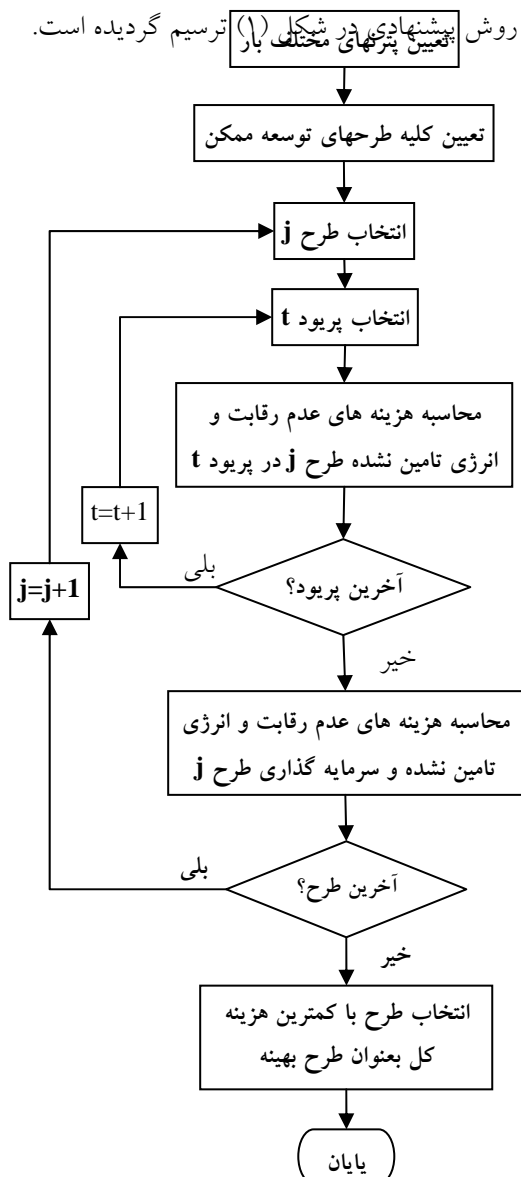 روش پیشنهادی در شکل (۱) ترسیم گردیده است.
تعیین پترنهای مختلف بار
تعیین کلیه طرحهای توسعه ممکن
انتخاب طرح j
انتخاب پریود t
محاسبه هزینه های عدم رقابت و
انرژی تامین نشده طرح j در پریود t
t=t+1
بلی
آخرین پریود؟
j=j+1
خیر
محاسبه هزینه های عدم رقابت و انرژی
تامین نشده و سرمایه گذاری طرح j
بلی
آخرین طرح؟
خیر
انتخاب طرح با کمترین هزینه
کل بعنوان طرح بهینه
پایان